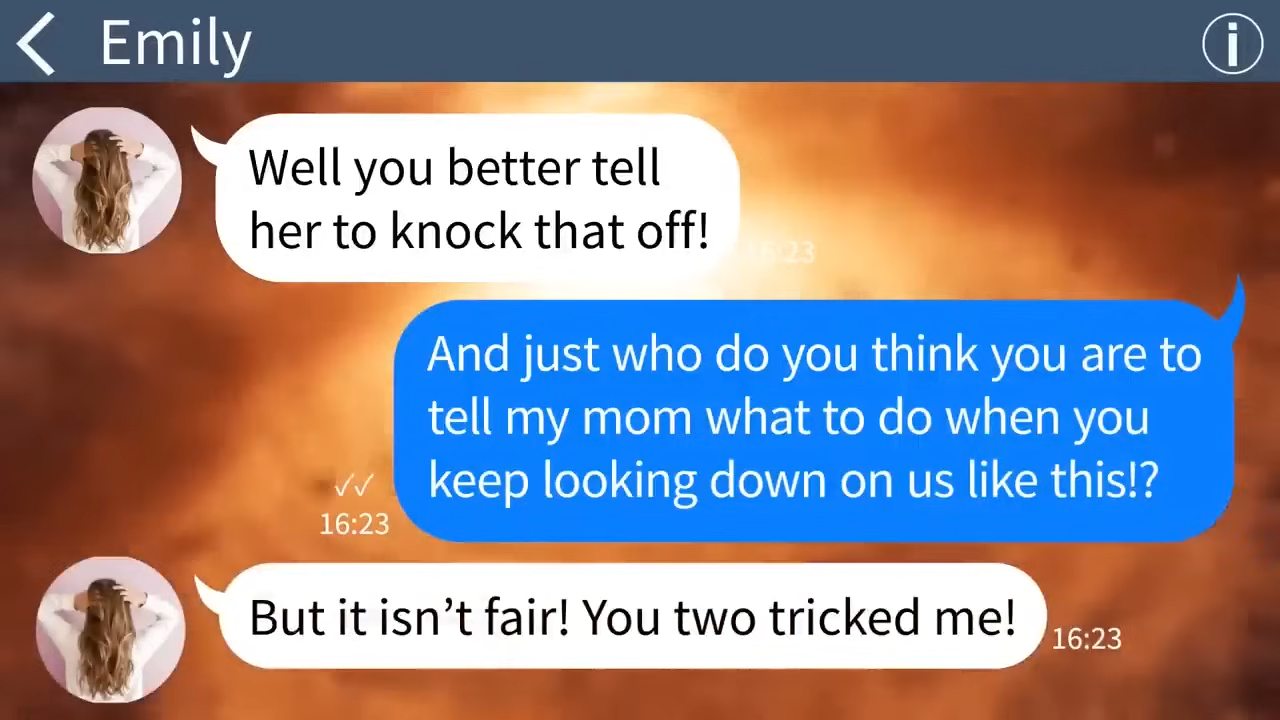 Emily
Well you better tell
her to knock that off!
16:23
And just who do you think you are to
tell my mom what to do when you
keep looking down on us like this!?
16:23
But it isn’t fair! You two tricked me!
16:23